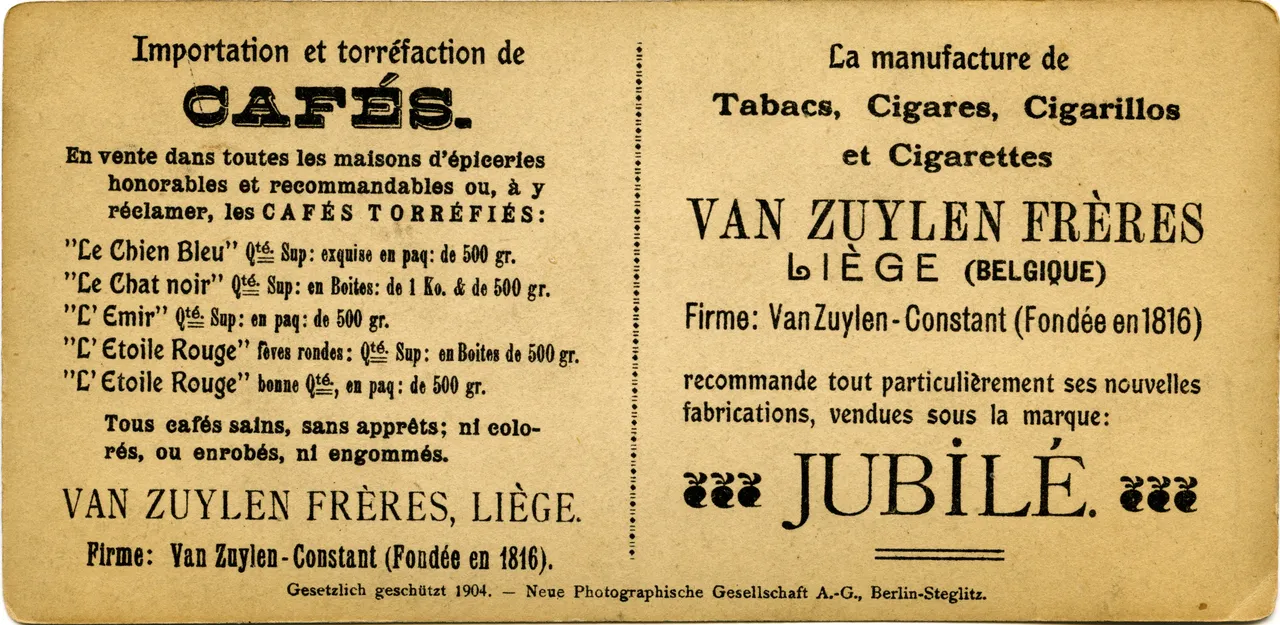 Importation et torréfaction de
CAFÉS.
En vente dans toutes les maisons d'épiceries
honorables et recommandables ou, à y
réclamer, les CAFÉS TORRÉFIÉS:
"Le Chien Bleu" Qté. Sup: exquise en paq: de 500 gr.
"Le Chat noir" Qté. Sup: en Boites: de 1 Ko. & de 500 gr.
"L' Emir" Qté. Sup: en paq: de 500 gr.
"L' Etoile Rouge" fèves rondes: Qté. Sup: en Boites de 500 gr.
"L' Etoile Rouge" bonne Qté., en paq: de 500 gr.
Tous cafés sains, sans apprêts; ni colo-
rés, ou enrobés, ni engommés.
VAN ZUYLEN FRÈRES, LIÈGE.
Firme: Van Zuylen-Constant (Fondée en 1816).
La manufacture de
Tabacs, Cigares, Cigarillos
et Cigarettes
VAN ZUYLEN FRÈRES
LIÈGE (BELGIQUE)
Firme: Van Zuylen-Constant (Fondée en 1816)
recommande tout particulièrement ses nouvelles
fabrications, vendues sous la marque:
JUBİLÉ.
Gesetzlich geschützt 1904. — Neue Photographische Gesellschaft A.-G., Berlin-Steglitz.